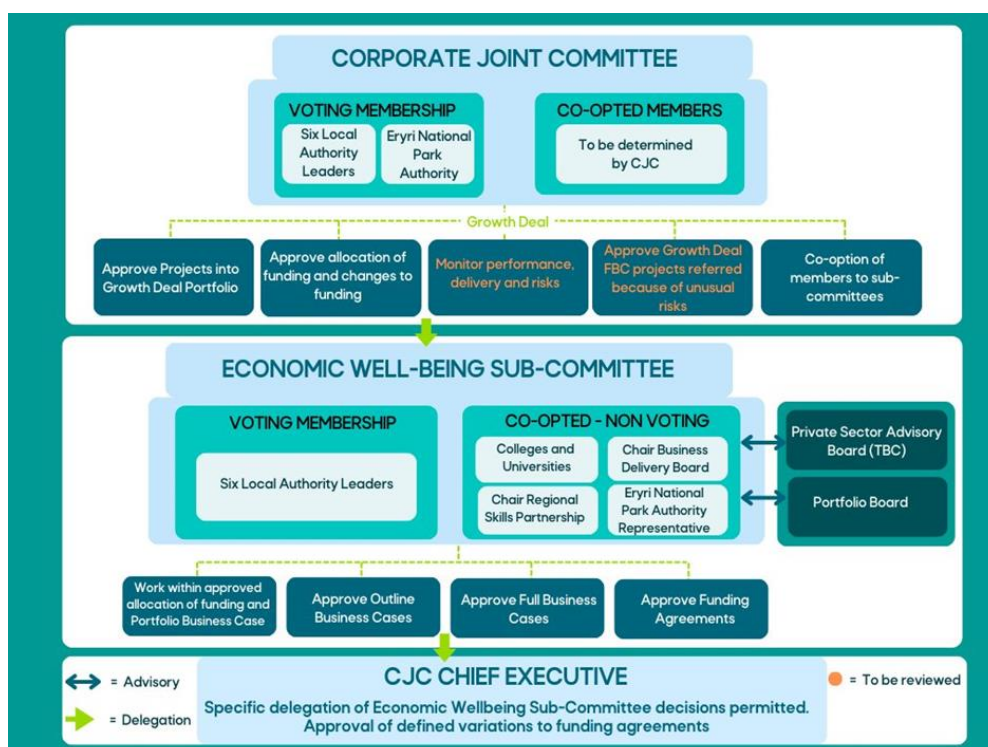 CORPORATE JOINT COMMITTEE
VOTING MEMBERSHIP
Six Local
Authority
Leaders
Eryri National
Park
Authority
CO-OPTED MEMBERS
To be determined
by CJC
Growth Deal
Approve Projects into
Growth Deal Portfolio
Approve allocation of
funding and changes to
funding
Monitor performance,
delivery and risks
Approve Growth Deal
FBC projects referred
because of unusual
risks
Co-option of
members to sub-
committees
ECONOMIC WELL-BEING SUB-COMMITTEE
VOTING MEMBERSHIP
Six Local Authority Leaders
CO-OPTED - NON VOTING
Colleges and
Universities
Chair Business
Delivery Board
Chair Regional
Skills Partnership
Eryri National
Park Authority
Representative
Private Sector Advisory
Board (TBC)
Portfolio Board
Work within approved
allocation of funding and
Portfolio Business Case
Approve Outline
Business Cases
Approve Full Business
Cases
Approve Funding
Agreements
= Advisory
= Delegation
CJC CHIEF EXECUTIVE
Specific delegation of Economic Wellbeing Sub-Committee decisions permitted.
Approval of defined variations to funding agreements
= To be reviewed